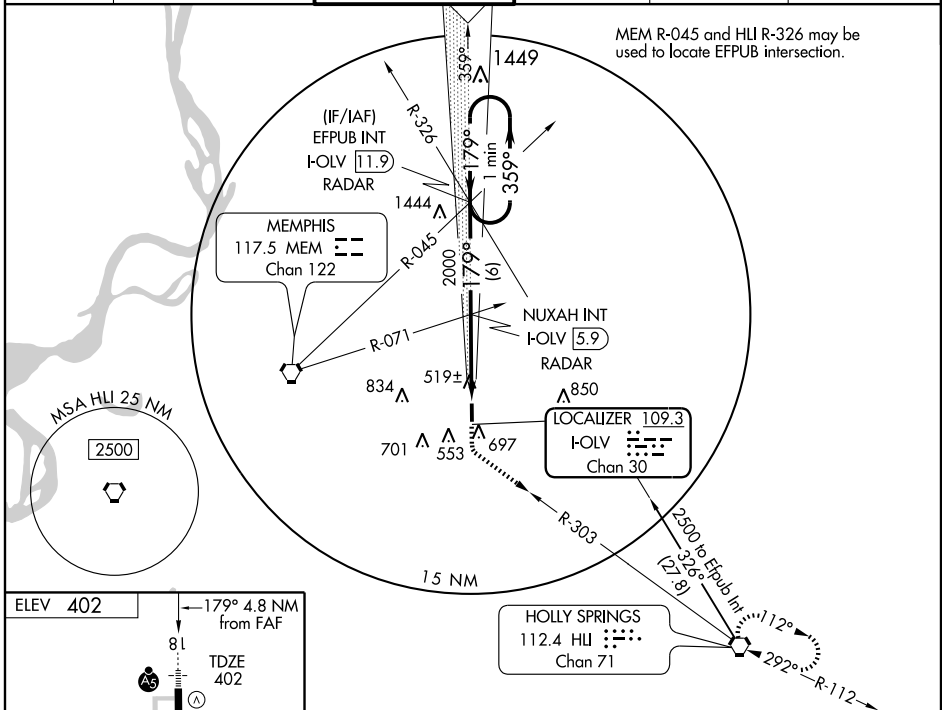 MEM R-045 and HLI R-326 may be
used to locate EFPUB intersection.
359°
1449
R-326
(IF/IAF)
EFPUB INT
I-OLV 11.9
RADAR
179°
1 min
359°
1444
MEMPHIS
117.5 MEM
Chan 122
R-045
2000
179°
(6)
R-071
NUXAH INT
I-OLV 5.9
RADAR
834
519±
850
MSA HLI 25 NM
2500
701
553
697
LOCALIZER 109.3
I-OLV
Chan 30
R-303
2500 to Efpub Int
326°
(27.8)
15 NM
HOLLY SPRINGS
112.4 HLI
Chan 71
112°
292°
R-112
ELEV 402
179° 4.8 NM
from FAF
18
TDZE
402
A5